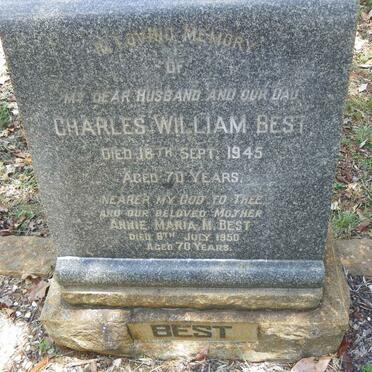 IN LOVING MEMORY
OF
MY DEAR HUSBAND AND OUR DAD
CHARLES WILLIAM BEST
DIED 18TH SEPT. 1945
AGED 70 YEARS.
NEARER MY GOD TO THEE
AND OUR BELOVED MOTHER
ANNIE MARIA M. BEST
DIED 8TH JULY 1950
AGED 70 YEARS.
BEST